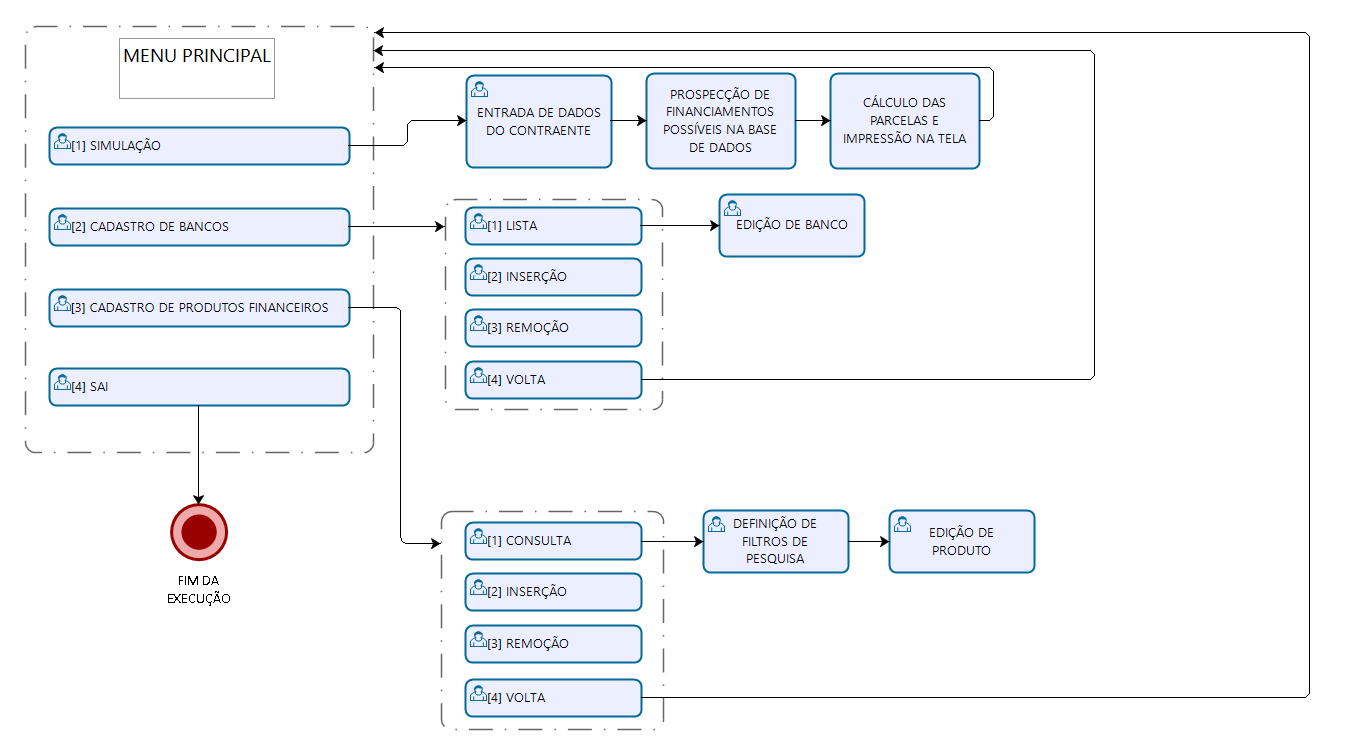 MENU PRINCIPAL
[1] SIMULAÇÃO
[2] CADASTRO DE BANCOS
[3] CADASTRO DE PRODUTOS FINANCEIROS
[4] SAI
FIM DA
EXECUÇÃO
ENTRADA DE DADOS
DO CONTRAENTE
PROSPECÇÃO DE
FINANCIAMENTOS
POSSÍVEIS NA BASE
DE DADOS
CÁLCULO DAS
PARCELAS E
IMPRESSÃO NA TELA
[1] LISTA
[2] INSERÇÃO
[3] REMOÇÃO
[4] VOLTA
EDIÇÃO DE BANCO
[1] CONSULTA
[2] INSERÇÃO
[3] REMOÇÃO
[4] VOLTA
DEFINIÇÃO DE
FILTROS DE
PESQUISA
EDIÇÃO DE
PRODUTO